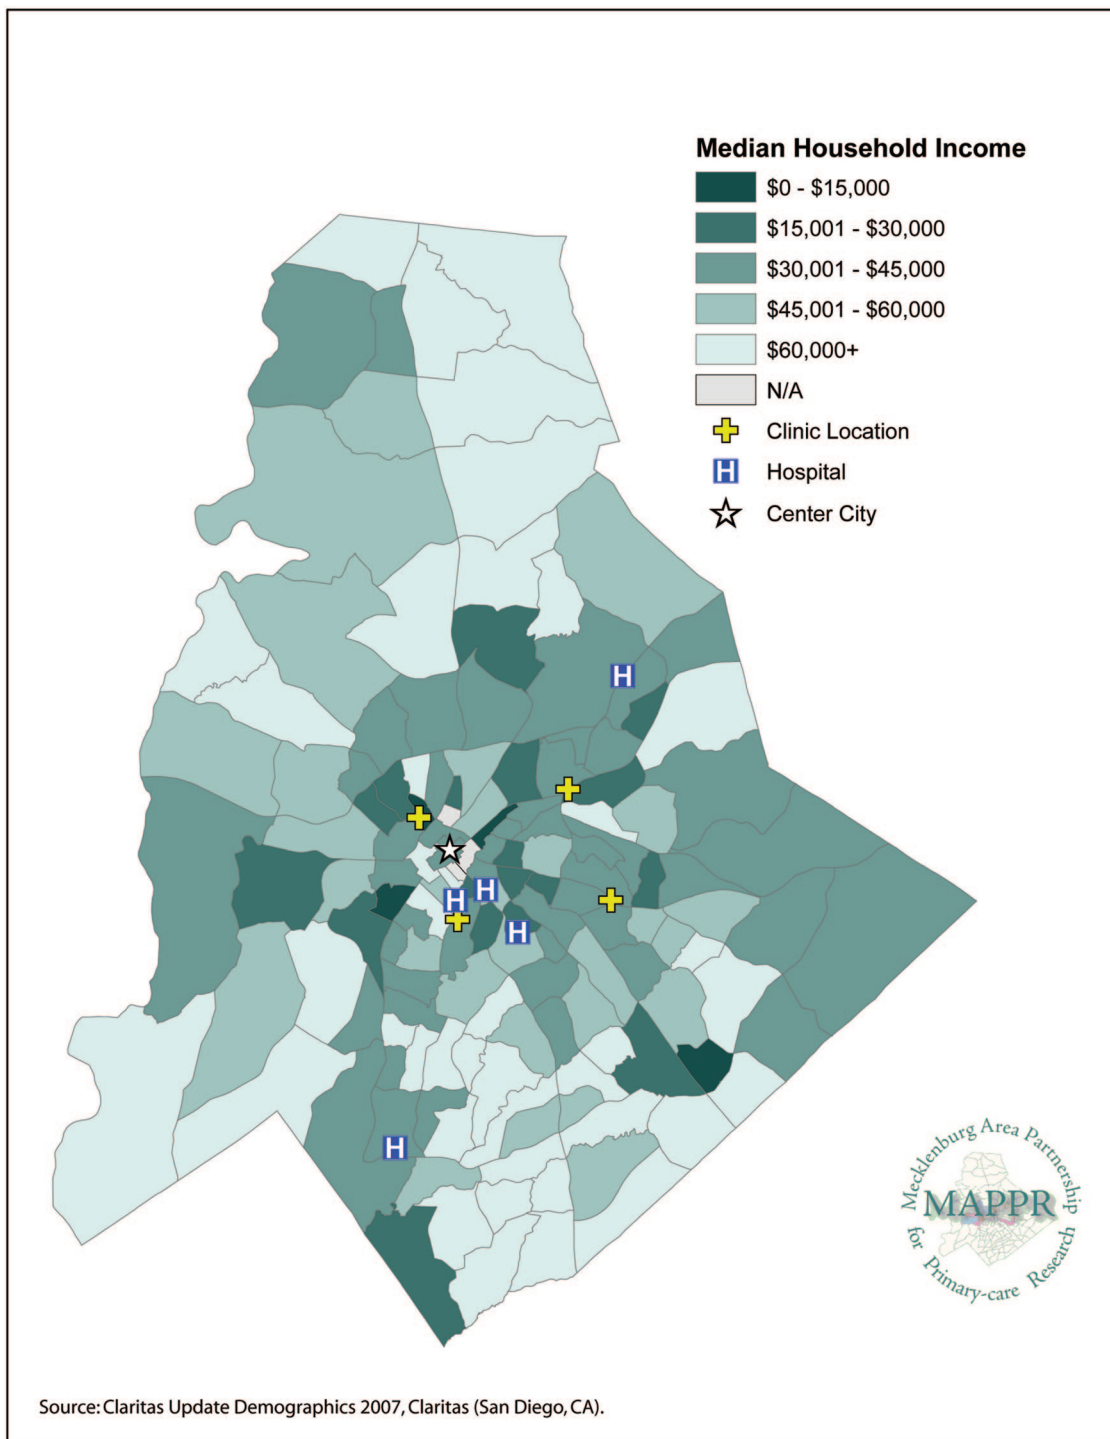 Median Household Income
$0 - $15,000
$15,001 - $30,000
$30,001 - $45,000
$45,001 - $60,000
$60,000+
N/A
Clinic Location
H
Hospital
Center City
H
H
H
H
H
Mecklenburg Area Partnership
MAPPR
for Primary-care Research
Source: Claritas Update Demographics 2007, Claritas (San Diego, CA).